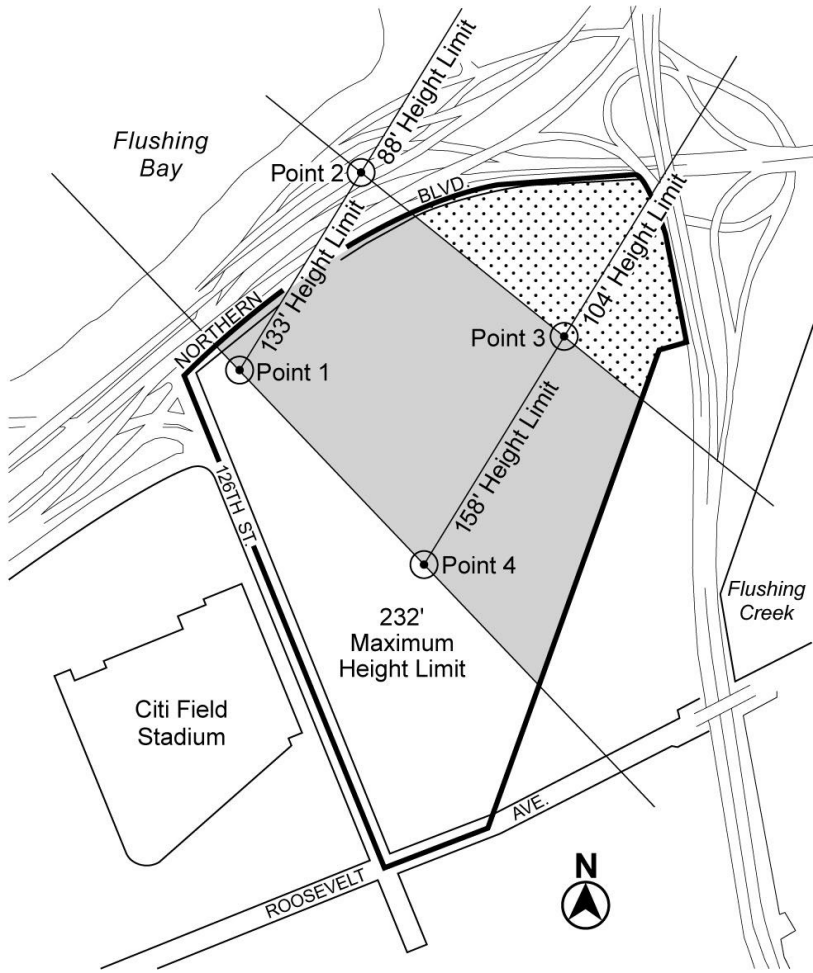 88' Height Limit
Flushing
Bay
Point 2
BLVD.
133' Height Limit
104' Height Limit
NORTHERN
Point 3
Point 1
126TH ST.
158' Height Limit
Point 4
232'
Maximum
Height Limit
Flushing
Creek
Citi Field
Stadium
AVE.
ROOSEVELT
N